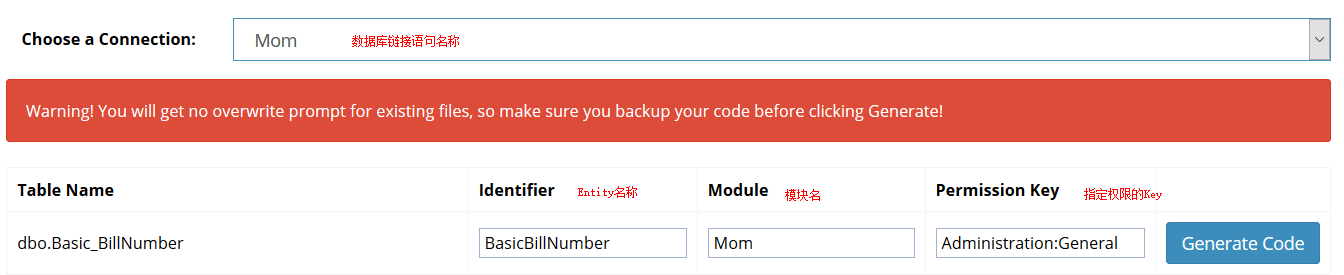 Choose a Connection: Mom 数据库链接语句名称
Warning! You will get no overwrite prompt for existing files, so make sure you backup your code before clicking Generate!
Table Name Identifier Entity名称 Module 模块名 Permission Key 指定权限的Key
dbo.Basic_BillNumber BasicBillNumber Mom Administration:General Generate Code